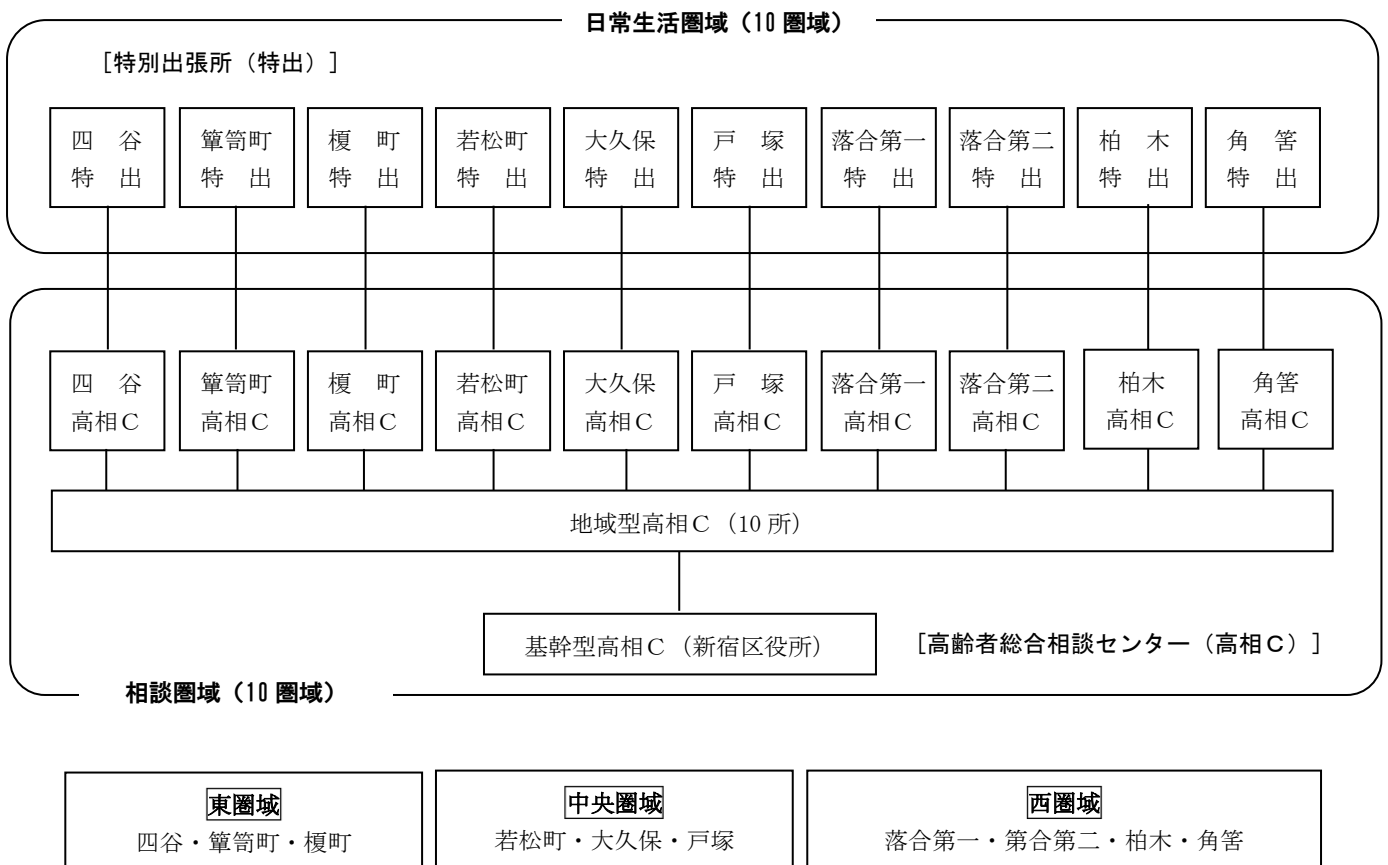 日常生活圏域（10 圏域）
［特別出張所（特出）］
四　谷
特　出
簞笥町
特　出
榎　町
特　出
若松町
特　出
大久保
特　出
戸　塚
特　出
落合第一
特　出
落合第二
特　出
柏　木
特　出
角　筈
特　出
四　谷
高相Ｃ
簞笥町
高相Ｃ
榎　町
高相Ｃ
若松町
高相Ｃ
大久保
高相Ｃ
戸　塚
高相Ｃ
落合第一
高相Ｃ
落合第二
高相Ｃ
柏木
高相Ｃ
角筈
高相Ｃ
地域型高相Ｃ（10 所）
基幹型高相Ｃ（新宿区役所）
［高齢者総合相談センター（高相Ｃ）］
相談圏域（10 圏域）
東圏域
四谷・簞笥町・榎町
中央圏域
若松町・大久保・戸塚
西圏域
落合第一・第合第二・柏木・角筈